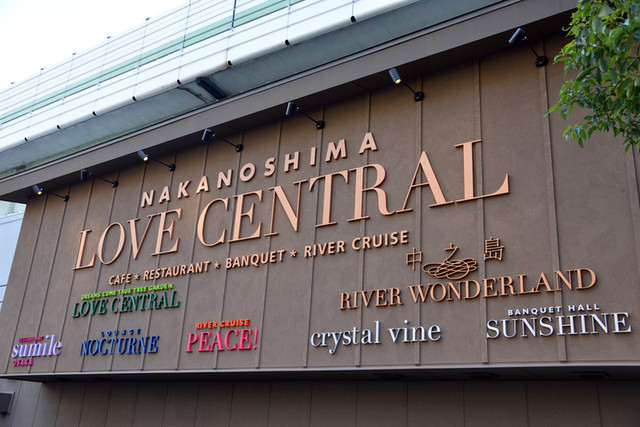 NAKANOSHIMA
LOVE CENTRAL
CAFE * RESTAURANT * BANQUET * RIVER CRUISE
中之島
RIVER WONDERLAND
DREAMS COME TRUE TREE GARDEN
LOVE CENTRAL
sumile
OSAKA
LOUNGE
NOCTURNE
RIVER CRUISE
PEACE!
crystal vine
BANQUET HALL
SUNSHINE